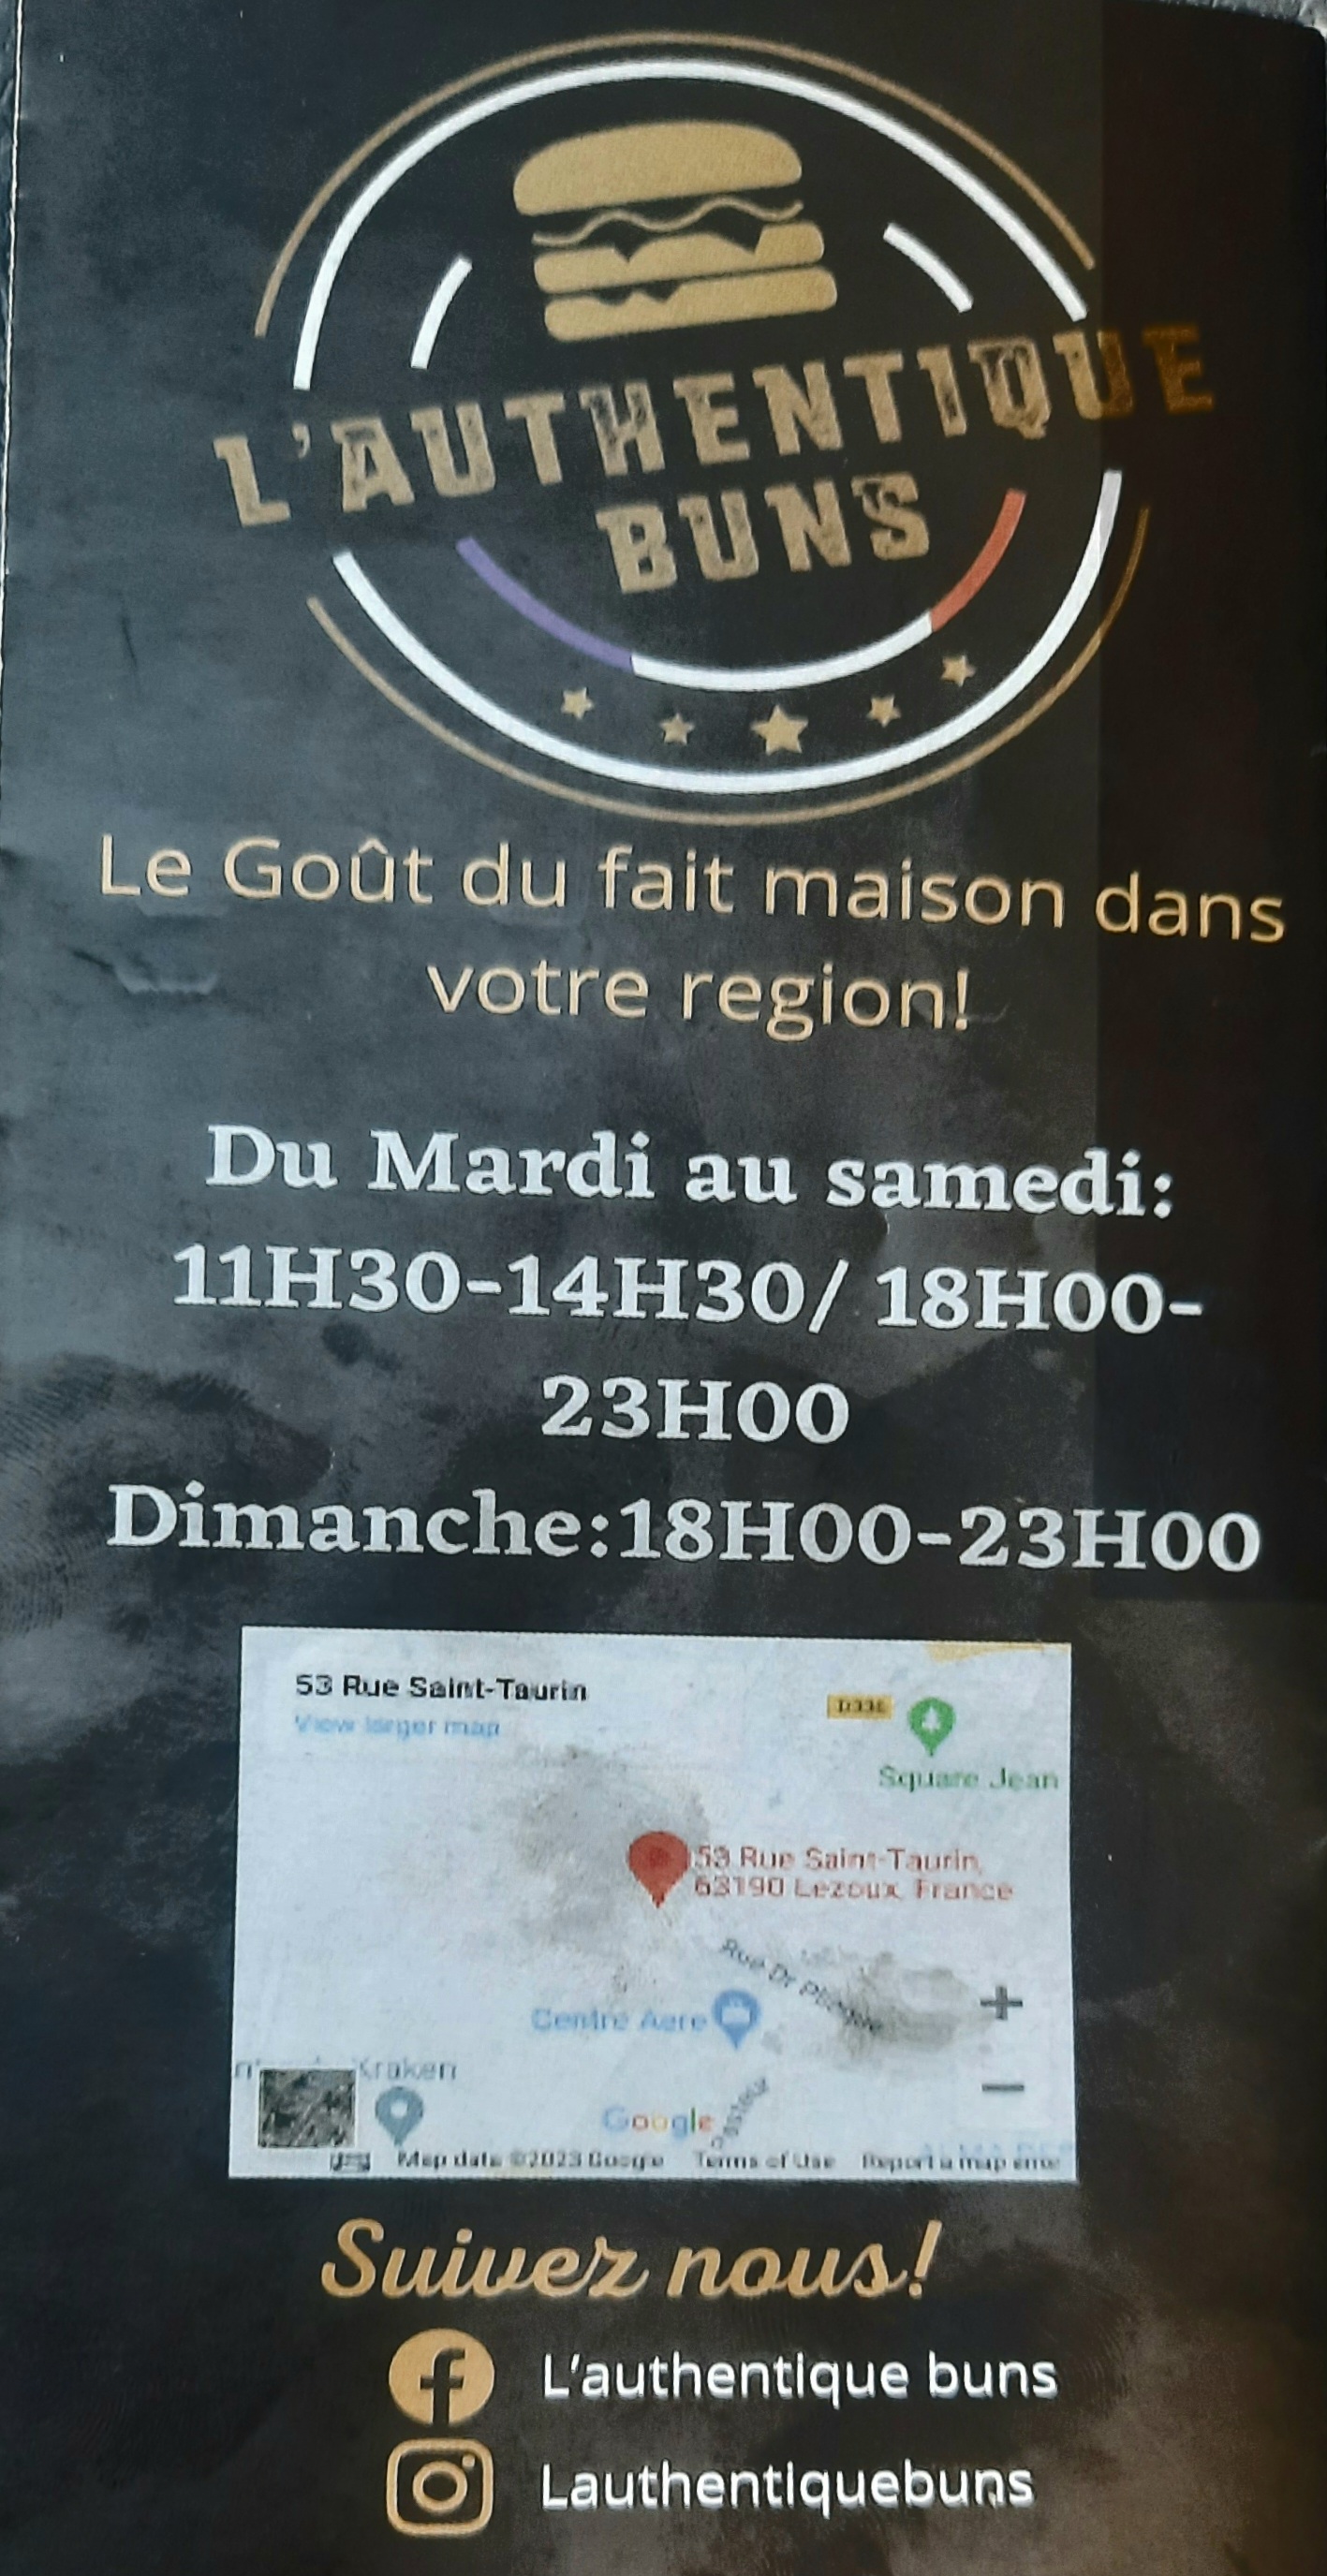 L'AUTHENTIQUE
BUNS
Le Goût du fait maison dans
votre region!
Du Mardi au samedi:
11H30-14H30/ 18H00-
23H00
Dimanche:18H00-23H00
53 Rue Saint-Taurin
View larger map
Square Jean
53 Rue Saint-Taurin,
63190 Lezoux, France
Rue Dr
Centre Aere
Kraken
Google
Map data ©2023 Google Terms of Use Report a map error
Suivez nous!
L'authentique buns
Lauthentiquebuns